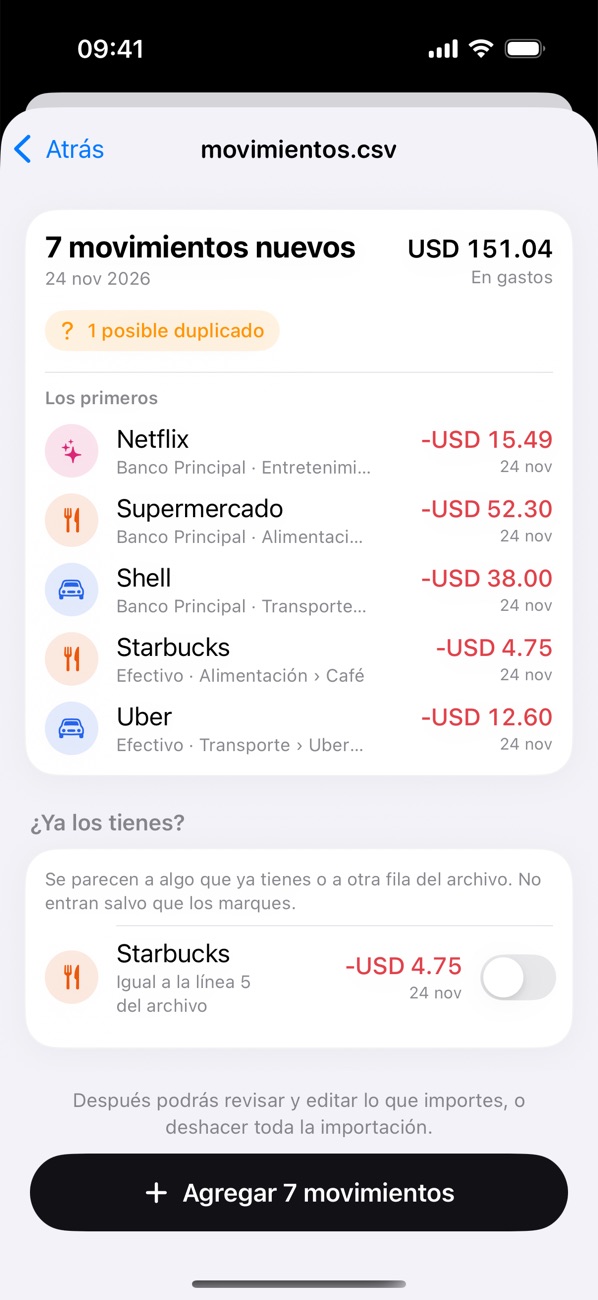 09:41
Atrás
movimientos.csv
7 movimientos nuevos
USD 151.04
24 nov 2026
En gastos
? 1 posible duplicado
Los primeros
Netflix
-USD 15.49
Banco Principal · Entretenimi...
24 nov
Supermercado
-USD 52.30
Banco Principal · Alimentaci...
24 nov
Shell
-USD 38.00
Banco Principal · Transporte...
24 nov
Starbucks
-USD 4.75
Efectivo · Alimentación › Café
24 nov
Uber
-USD 12.60
Efectivo · Transporte › Uber...
24 nov
¿Ya los tienes?
Se parecen a algo que ya tienes o a otra fila del archivo. No
entran salvo que los marques.
Starbucks
-USD 4.75
Igual a la línea 5
del archivo
24 nov
Después podrás revisar y editar lo que importes, o
deshacer toda la importación.
+ Agregar 7 movimientos